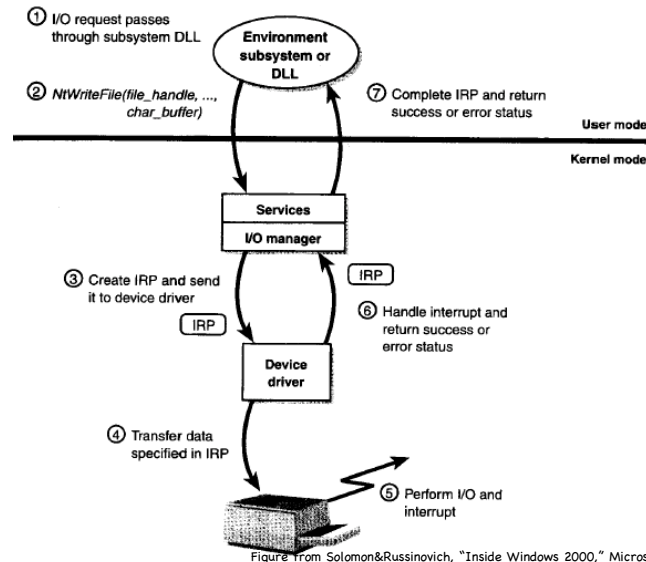 ① I/O request passes
through subsystem DLL
Environment
subsystem or
DLL
② NtWriteFile(file_handle, ...,
char_buffer)
⑦ Complete IRP and return
success or error status
User mode
Kernel mode
Services
I/O manager
③ Create IRP and send
it to device driver
IRP
IRP
⑥ Handle interrupt and
return success or
error status
Device
driver
④ Transfer data
specified in IRP
⑤ Perform I/O and
interrupt
Figure from Solomon&Russinovich, "Inside Windows 2000," Micros